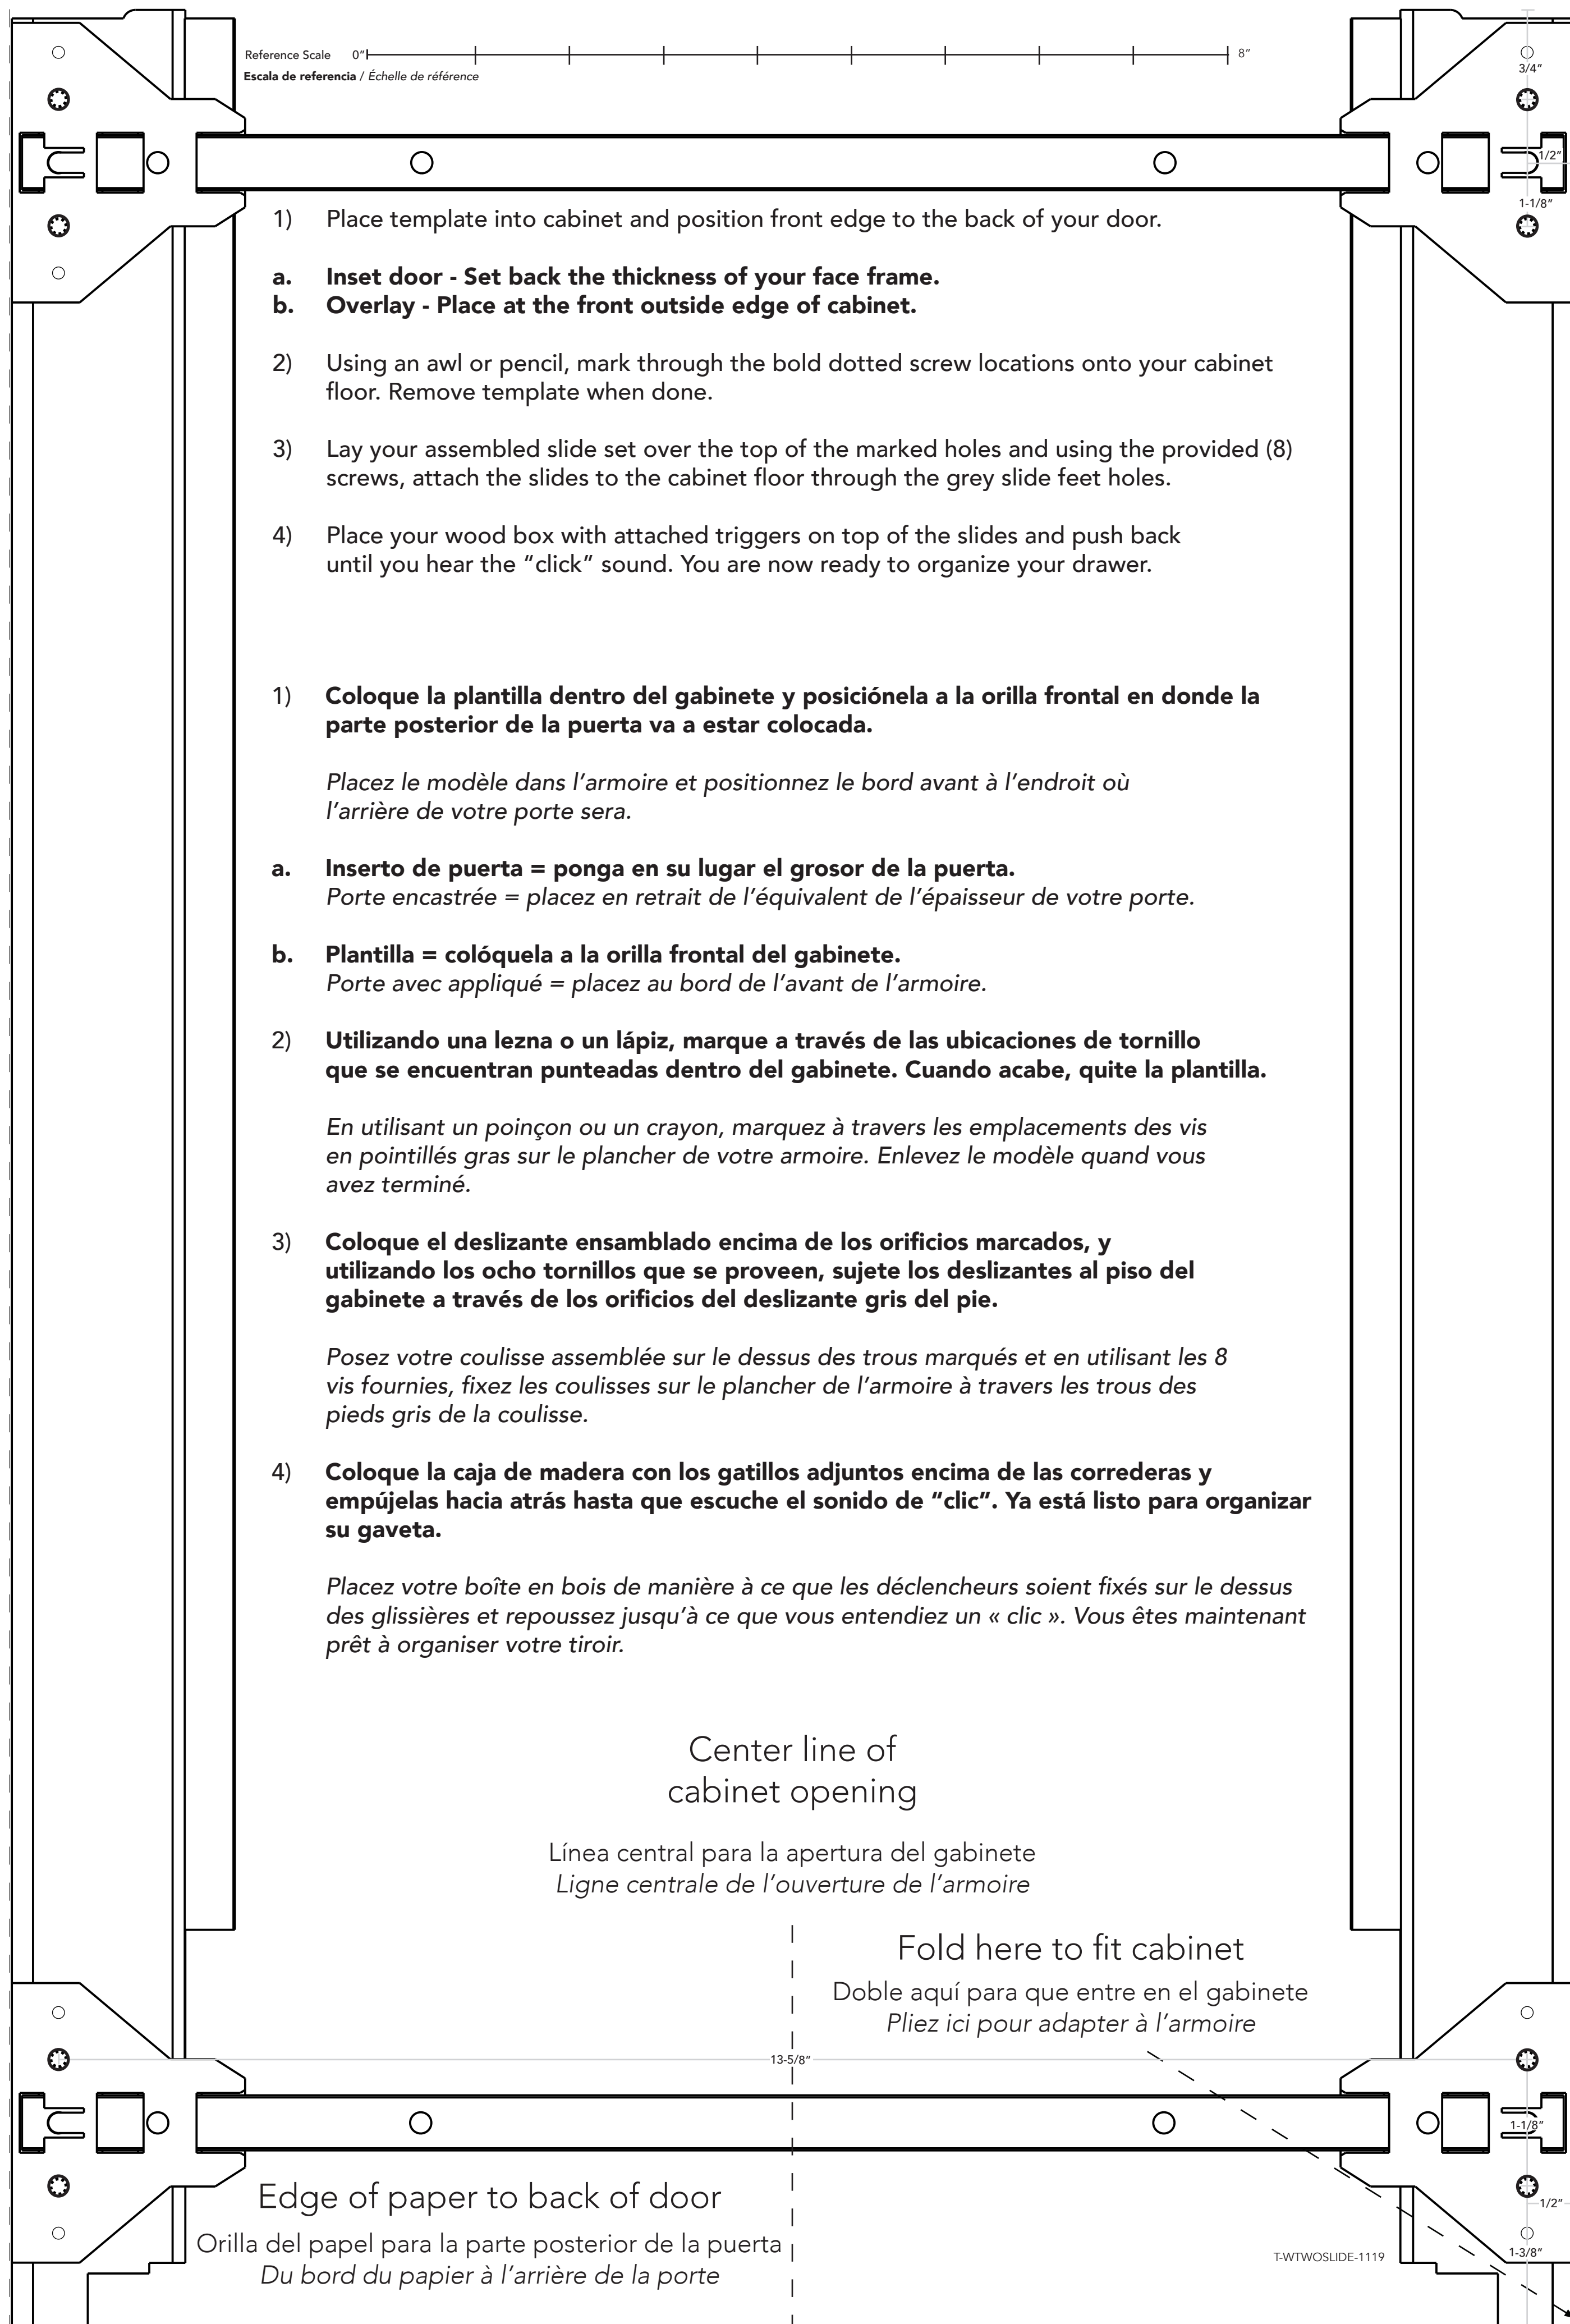 Reference Scale 0” 8”
Escala de referencia / Échelle de référence
3/4”
1/2”
1-1/8”
1) Place template into cabinet and position front edge to the back of your door.
a. Inset door - Set back the thickness of your face frame.
b. Overlay - Place at the front outside edge of cabinet.
2) Using an awl or pencil, mark through the bold dotted screw locations onto your cabinet
floor. Remove template when done.
3) Lay your assembled slide set over the top of the marked holes and using the provided (8)
screws, attach the slides to the cabinet floor through the grey slide feet holes.
4) Place your wood box with attached triggers on top of the slides and push back
until you hear the “click” sound. You are now ready to organize your drawer.
1) Coloque la plantilla dentro del gabinete y posiciónela a la orilla frontal en donde la
parte posterior de la puerta va a estar colocada.
Placez le modèle dans l’armoire et positionnez le bord avant à l’endroit où
l’arrière de votre porte sera.
a. Inserto de puerta = ponga en su lugar el grosor de la puerta.
Porte encastrée = placez en retrait de l’équivalent de l’épaisseur de votre porte.
b. Plantilla = colóquela a la orilla frontal del gabinete.
Porte avec appliqué = placez au bord de l’avant de l’armoire.
2) Utilizando una lezna o un lápiz, marque a través de las ubicaciones de tornillo
que se encuentran punteadas dentro del gabinete. Cuando acabe, quite la plantilla.
En utilisant un poinçon ou un crayon, marquez à travers les emplacements des vis
en pointillés gras sur le plancher de votre armoire. Enlevez le modèle quand vous
avez terminé.
3) Coloque el deslizante ensamblado encima de los orificios marcados, y
utilizando los ocho tornillos que se proveen, sujete los deslizantes al piso del
gabinete a través de los orificios del deslizante gris del pie.
Posez votre coulisse assemblée sur le dessus des trous marqués et en utilisant les 8
vis fournies, fixez les coulisses sur le plancher de l’armoire à travers les trous des
pieds gris de la coulisse.
4) Coloque la caja de madera con los gatillos adjuntos encima de las correderas y
empújelas hacia atrás hasta que escuche el sonido de “clic”. Ya está listo para organizar
su gaveta.
Placez votre boîte en bois de manière à ce que les déclencheurs soient fixés sur le dessus
des glissières et repoussez jusqu’à ce que vous entendiez un « clic ». Vous êtes maintenant
prêt à organiser votre tiroir.
Center line of
cabinet opening
Línea central para la apertura del gabinete
Ligne centrale de l’ouverture de l’armoire
Fold here to fit cabinet
Doble aquí para que entre en el gabinete
Pliez ici pour adapter à l’armoire
13-5/8”
1-1/8”
Edge of paper to back of door
Orilla del papel para la parte posterior de la puerta
Du bord du papier à l’arrière de la porte
1/2”
1-3/8”
T-WTWOSLIDE-1119